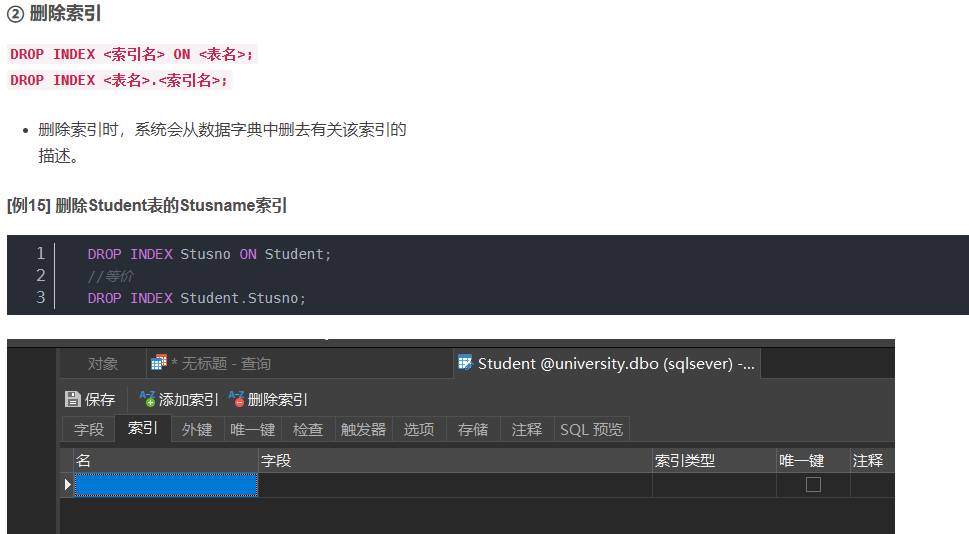 ② 删除索引
DROP INDEX <索引名> ON <表名>;
DROP INDEX <表名>.<索引名>;
删除索引时，系统会从数据字典中删去有关该索引的
描述。
[例15] 删除Student表的Stusname索引
1 DROP INDEX Stusno ON Student;
2 //等价
3 DROP INDEX Student.Stusno;
对象 * 无标题 - 查询 Student @university.dbo (sqlsever) -...
保存 添加索引 删除索引
字段 索引 外键 唯一键 检查 触发器 选项 存储 注释 SQL 预览
名 字段 索引类型 唯一键 注释